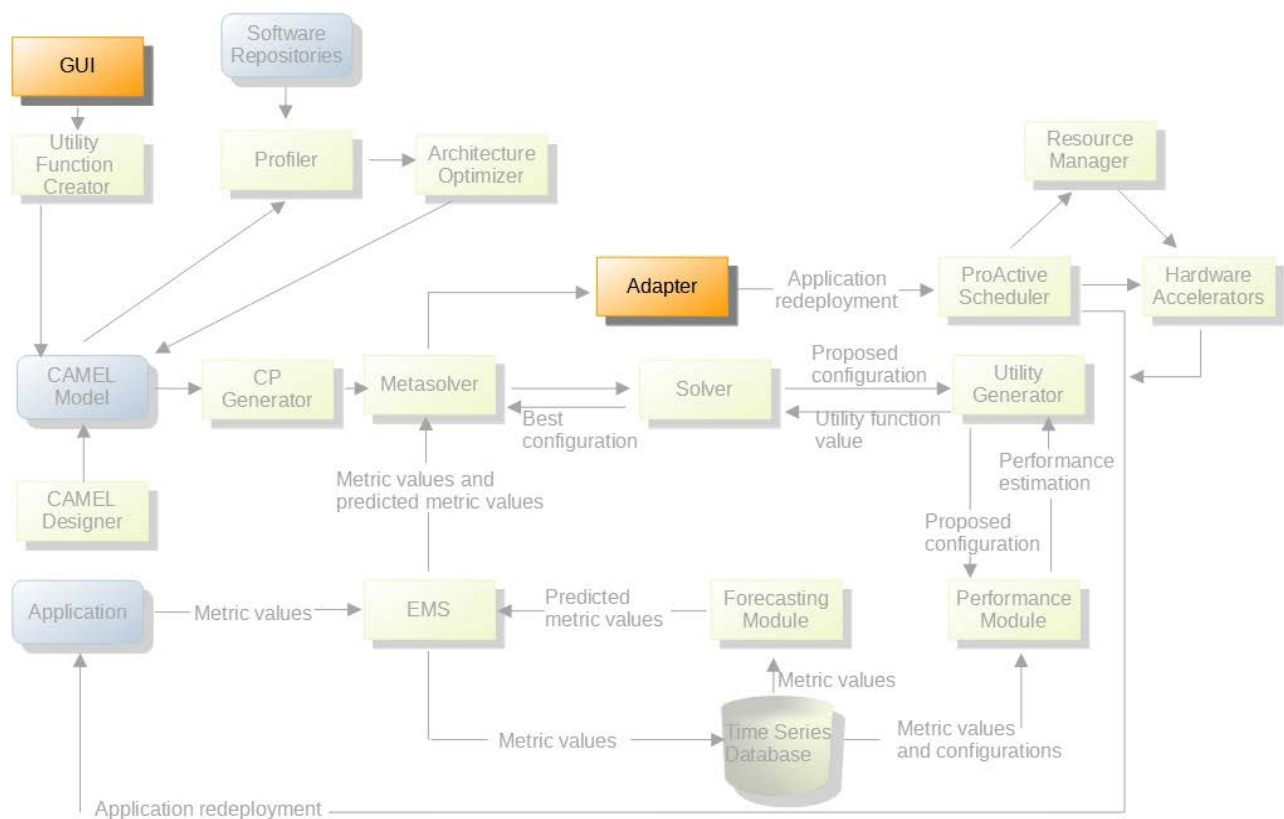 Software
Repositories
GUI
Utility
Function
Creator
Profiler
Architecture
Optimizer
Resource
Manager
Adapter
Application
redeployment
ProActive
Scheduler
Hardware
Accelerators
CAMEL
Model
CP
Generator
Metasolver
Best
configuration
Solver
Proposed
configuration
Utility function
value
Utility
Generator
Metric values and
predicted metric values
Performance
estimation
CAMEL
Designer
Proposed
configuration
Application
Metric values
EMS
Predicted
metric values
Forecasting
Module
Performance
Module
Metric values
Metric values
Time Series
Database
Metric values
and configurations
Application redeployment